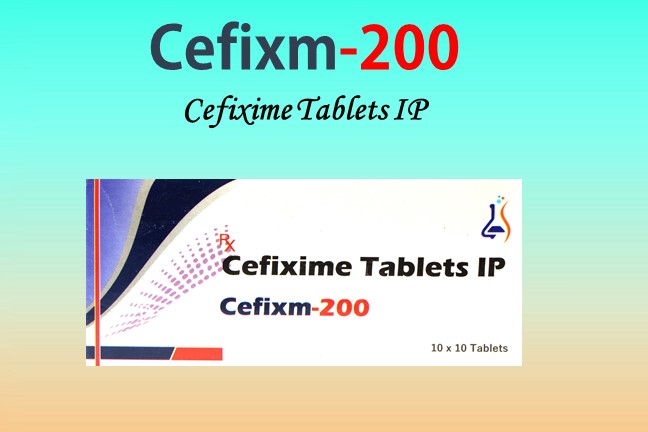 Cefixm-200
Cefixime Tablets IP
Rx
Cefixime Tablets IP
Cefixm-200
10 x 10 Tablets